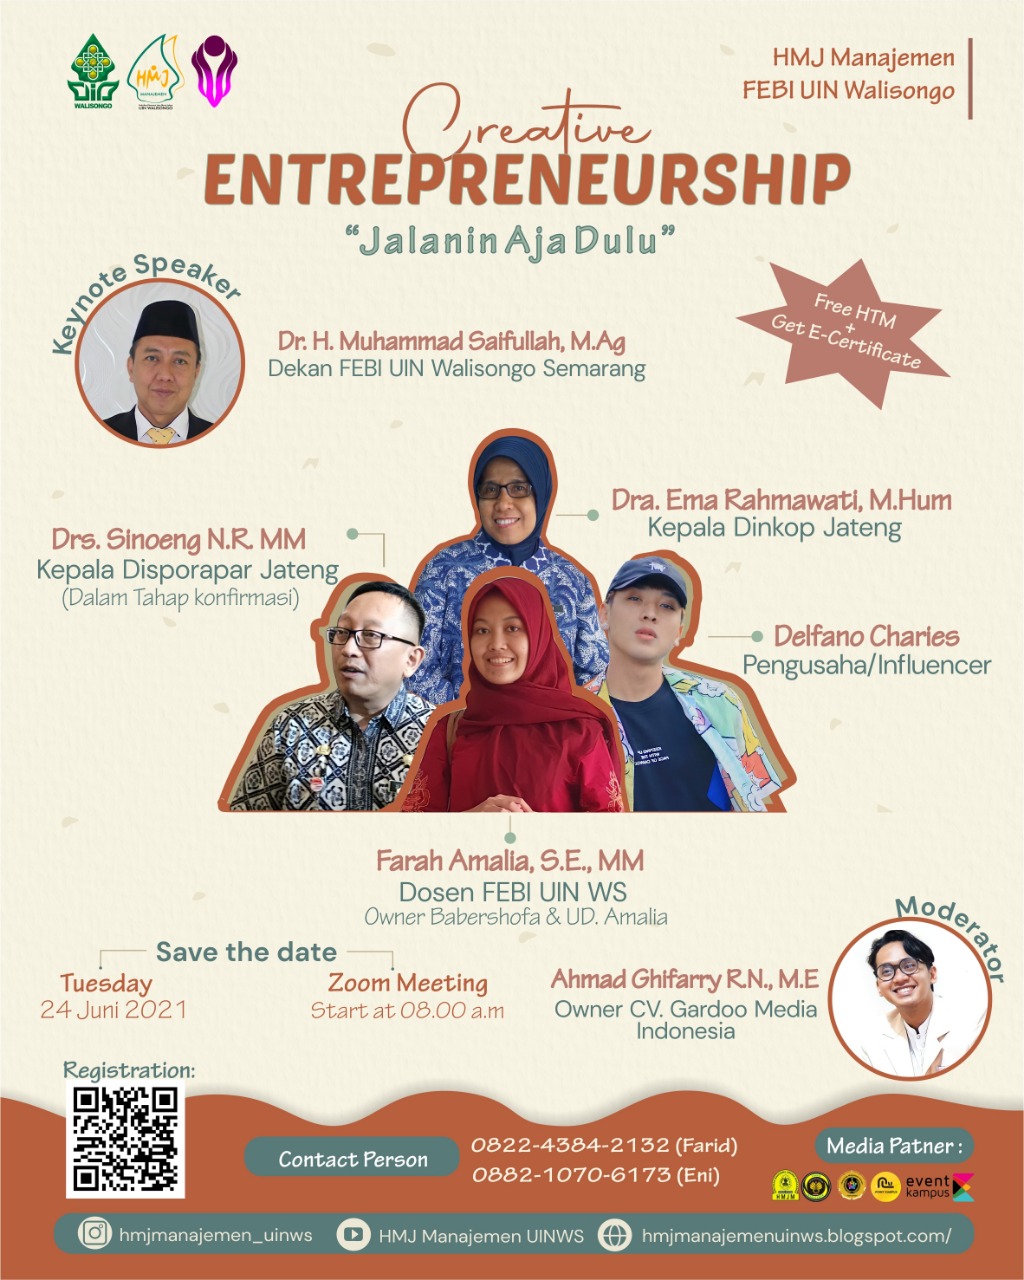 WALISONGO
HMJ
MANAJEMEN
UIN WALISONGO
HMJ Manajemen
FEBI UIN Walisongo
Creative
ENTREPRENEURSHIP
"Jalanin Aja Dulu"
Keynote Speaker
Dr. H. Muhammad Saifullah, M.Ag
Dekan FEBI UIN Walisongo Semarang
Free HTM
+
Get E-Certificate
Dra. Ema Rahmawati, M.Hum
Kepala Dinkop Jateng
Drs. Sinoeng N.R. MM
Kepala Disporapar Jateng
(Dalam Tahap konfirmasi)
Delfano Charies
Pengusaha/Influencer
Farah Amalia, S.E., MM
Dosen FEBI UIN WS
Owner Babershofa & UD. Amalia
Moderator
Save the date
Tuesday
24 Juni 2021
Zoom Meeting
Start at 08.00 a.m
Ahmad Ghifarry R.N., M.E
Owner CV. Gardoo Media
Indonesia
Registration:
Contact Person
0822-4384-2132 (Farid)
0882-1070-6173 (Eni)
Media Patner :
event
kampus
hmjmanajemen_uinws
HMJ Manajemen UINWS
hmjmanajemenuinws.blogspot.com/